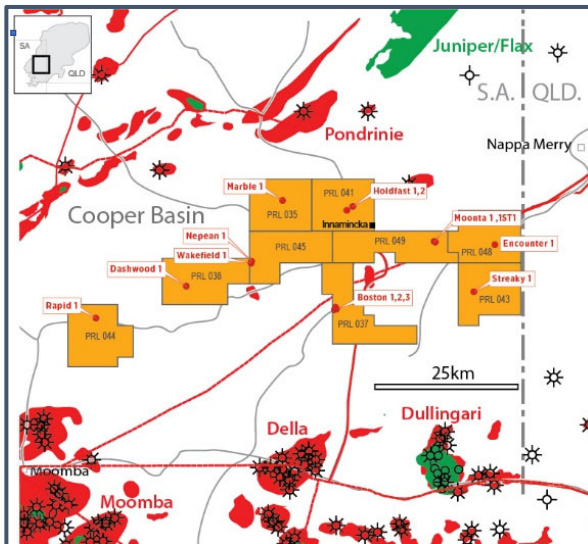 SA
QLD
Juniper/Flax
S.A. QLD.
Nappa Merry
Pondrinie
Cooper Basin
Marble 1
PRL 035
PRL 041
Holdfast 1,2
Innamincka
Moonta 1 ,1ST1
Nepean 1
Wakefield 1
PRL 045
PRL 049
PRL 048
Encounter 1
Dashwood 1
PRL 036
Streaky 1
PRL 043
Rapid 1
PRL 044
Boston 1,2,3
PRL 037
25km
Della
Dullingari
Moomba
Moomba